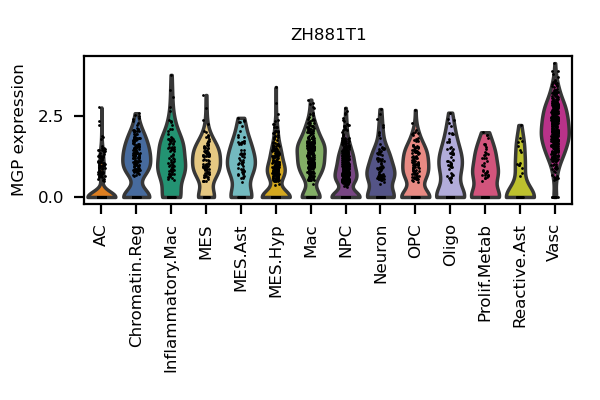 ZH881T1
MGP expression
2.5
0.0
AC
Chromatin.Reg
Inflammatory.Mac
MES
MES.Ast
MES.Hyp
Mac
NPC
Neuron
OPC
Oligo
Prolif.Metab
Reactive.Ast
Vasc